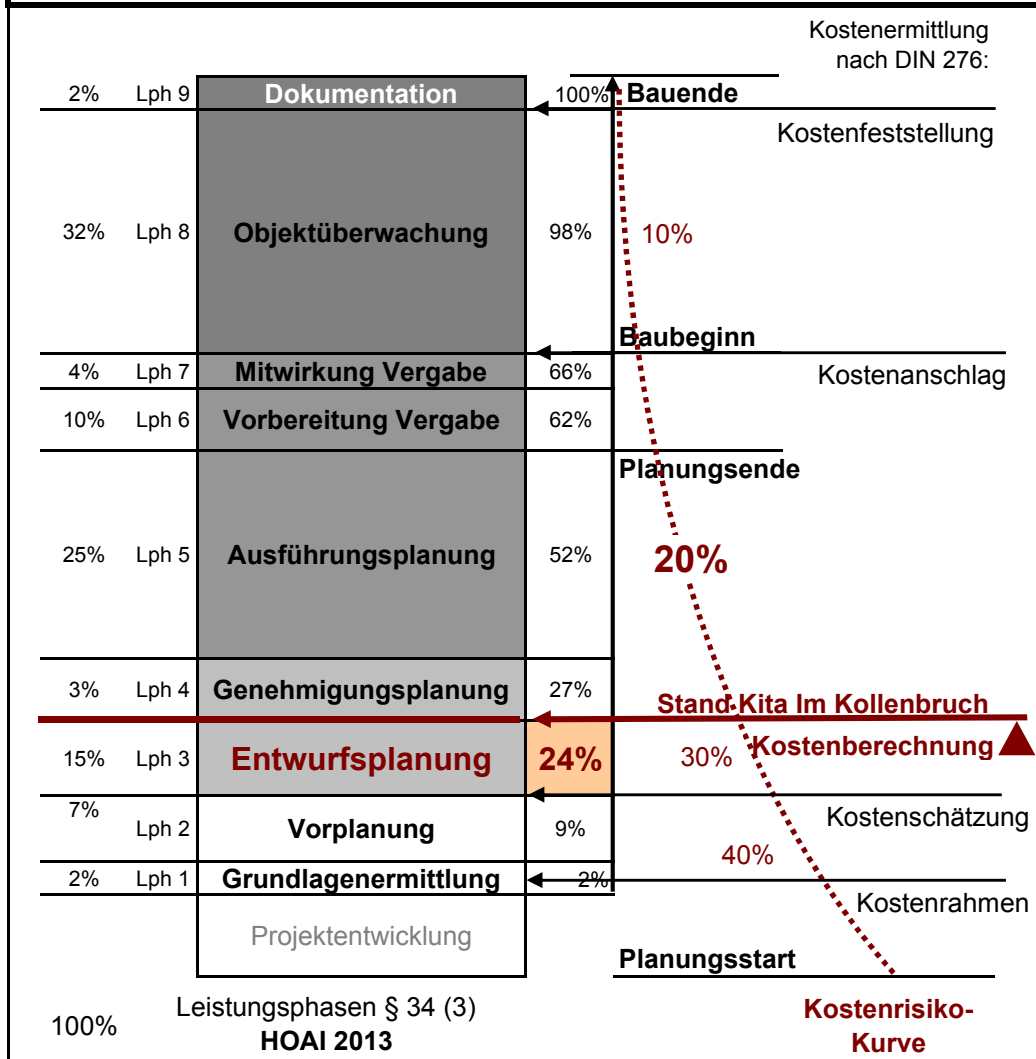 Kostenermittlung
nach DIN 276:
2% Lph 9 Dokumentation 100% Bauende
Kostenfeststellung
32% Lph 8 Objektüberwachung 98% 10%
Baubeginn
4% Lph 7 Mitwirkung Vergabe 66% Kostenanschlag
10% Lph 6 Vorbereitung Vergabe 62%
Planungsende
25% Lph 5 Ausführungsplanung 52% 20%
3% Lph 4 Genehmigungsplanung 27% Stand Kita Im Kollenbruch
15% Lph 3 Entwurfsplanung 24% 30% Kostenberechnung
7% Lph 2 Vorplanung 9% Kostenschätzung
40%
2% Lph 1 Grundlagenermittlung 2%
Kostenrahmen
Projektentwicklung
Planungsstart
100% Leistungsphasen § 34 (3)
HOAI 2013
Kostenrisiko-
Kurve